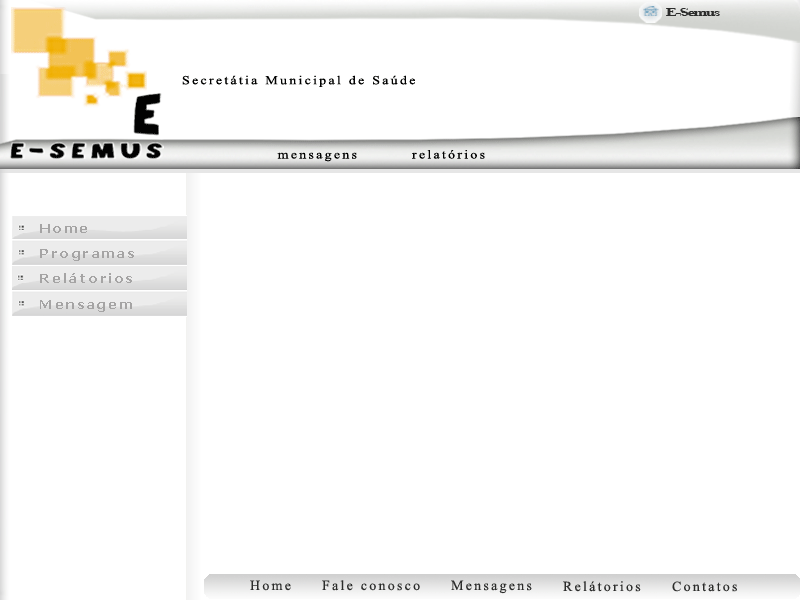 E-Semus
Secretátia Municipal de Saúde
E
E-SEMUS
mensagens relatórios
Home
Programas
Relátorios
Mensagem
Home Fale conosco Mensagens Relátorios Contatos